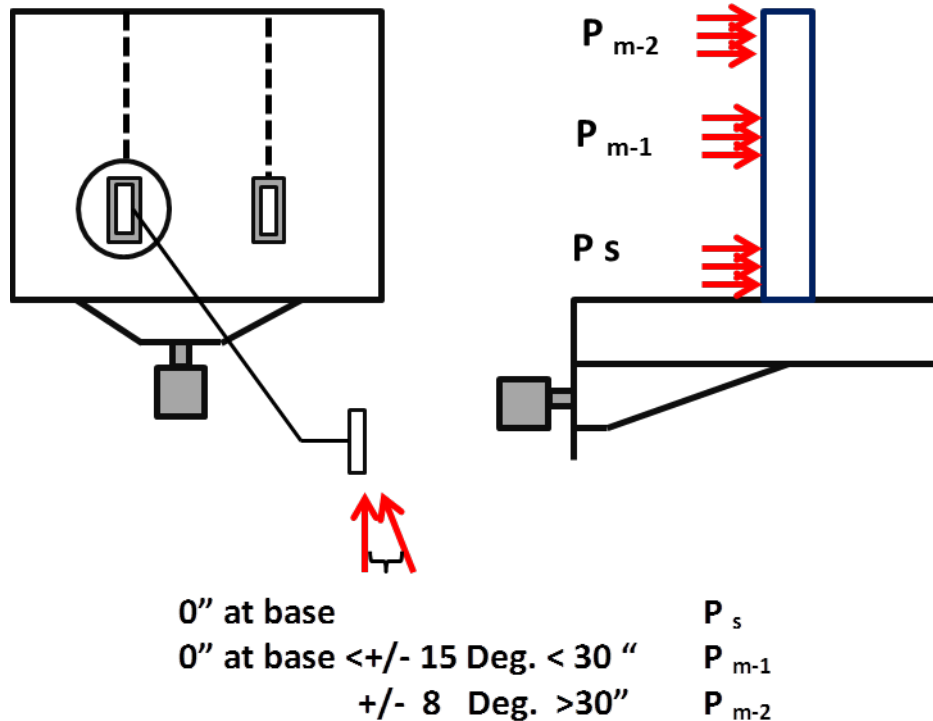 P m-2
P m-1
P s
0” at base P s
0” at base <+/- 15 Deg. < 30 “ P m-1
+/- 8 Deg. >30” P m-2